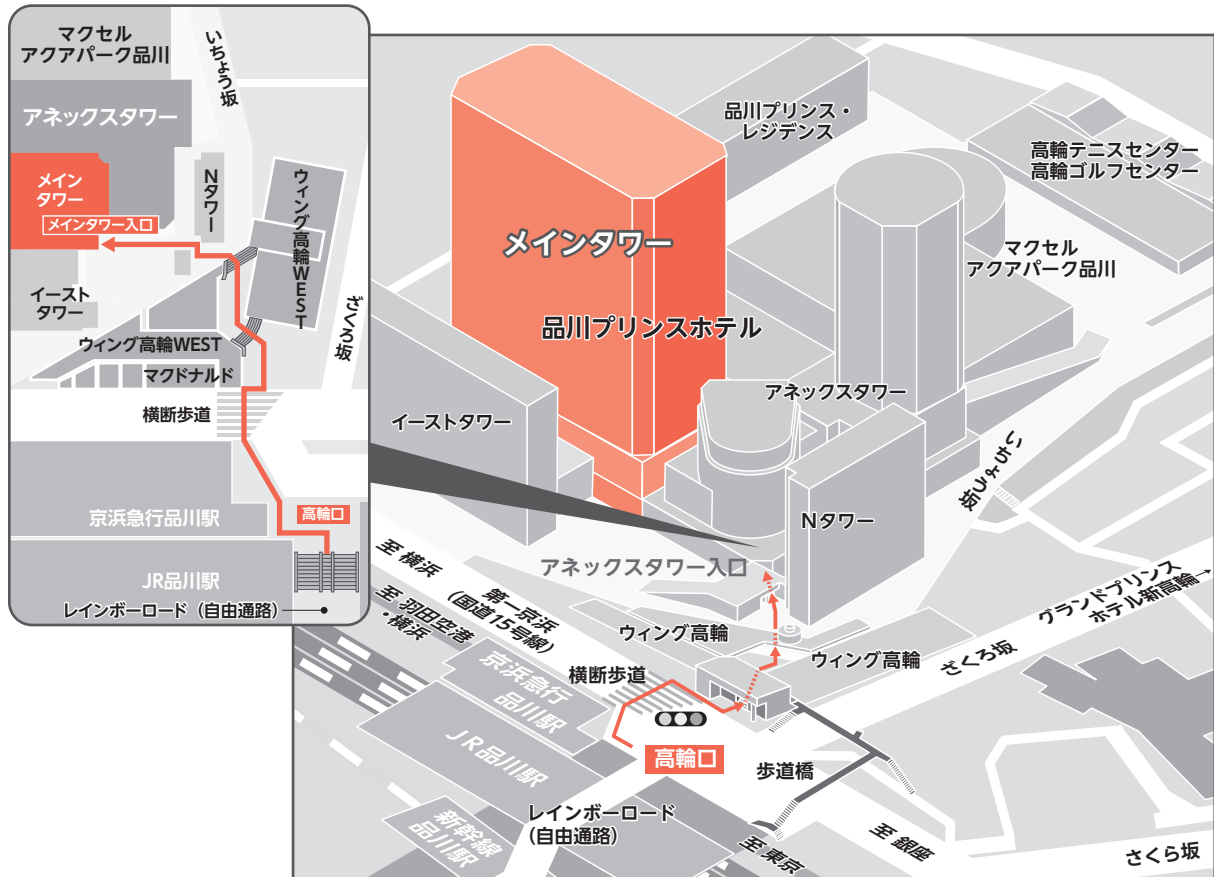 マクセル
アクアパーク品川
いちょう坂
アネックスタワー
メイン
タワー
メインタワー入口
Nタワー
ウィング高輪WEST
イースト
タワー
ざくろ坂
ウィング高輪WEST
マクドナルド
横断歩道
京浜急行品川駅
高輪口
JR品川駅
レインボーロード（自由通路）
品川プリンス・
レジデンス
高輪テニスセンター
高輪ゴルフセンター
メインタワー
マクセル
アクアパーク品川
品川プリンスホテル
アネックスタワー
イーストタワー
いちょう坂
Nタワー
アネックスタワー入口
至 横浜
第一京浜
（国道15号線）
至 羽田空港
・横浜
グランドプリンス
ホテル新高輪→
ウィング高輪
ウィング高輪
ざくろ坂
横断歩道
京浜急行
品川駅
JR品川駅
高輪口
歩道橋
レインボーロード
（自由通路）
新幹線
品川駅
至 東京
至 銀座
さくら坂